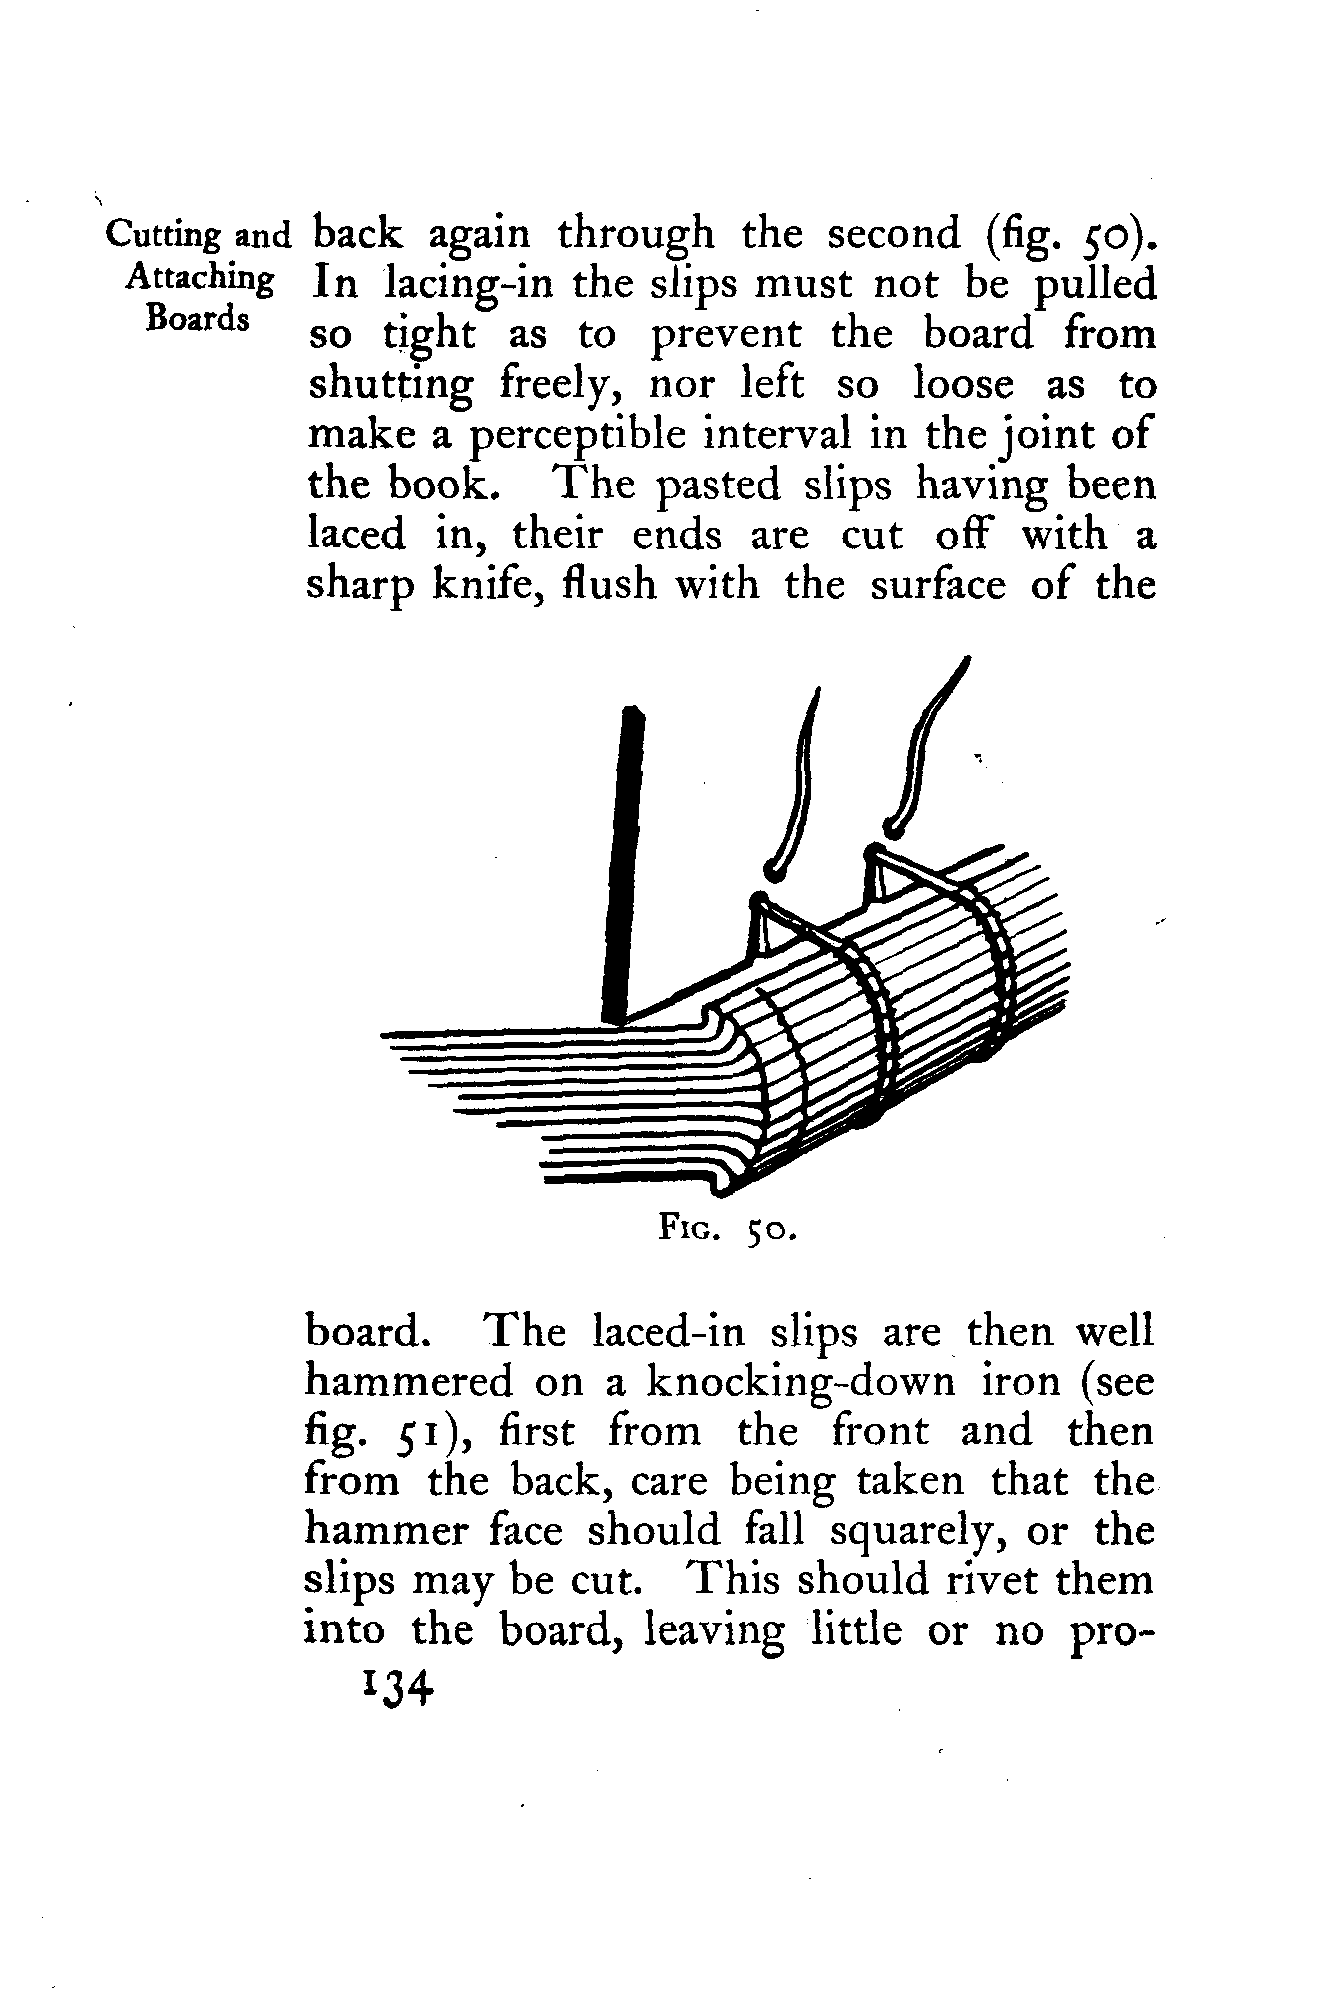 Cutting and
Attaching
Boards
back again through the second (fig. 50).
In lacing-in the slips must not be pulled
so tight as to prevent the board from
shutting freely, nor left so loose as to
make a perceptible interval in the joint of
the book. The pasted slips having been
laced in, their ends are cut off with a
sharp knife, flush with the surface of the
Fig. 50.
board. The laced-in slips are then well
hammered on a knocking-down iron (see
fig. 51), first from the front and then
from the back, care being taken that the
hammer face should fall squarely, or the
slips may be cut. This should rivet them
into the board, leaving little or no pro-
134